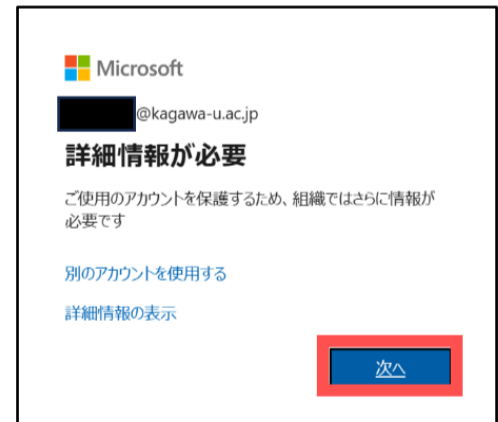 Microsoft
@kagawa-u.ac.jp
詳細情報が必要
ご使用のアカウントを保護するため、組織ではさらに情報が
必要です
別のアカウントを使用する
詳細情報の表示
次へ